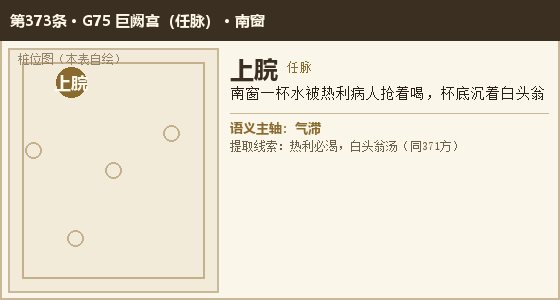 第373条・G75 巨阙宫（任脉）・南窗
桩位图（本表自绘）
上脘
上脘 任脉
南窗一杯水被热利病人抢着喝，杯底沉着白头翁
语义主轴：气滞
提取线索：热利必渴，白头翁汤（同371方）